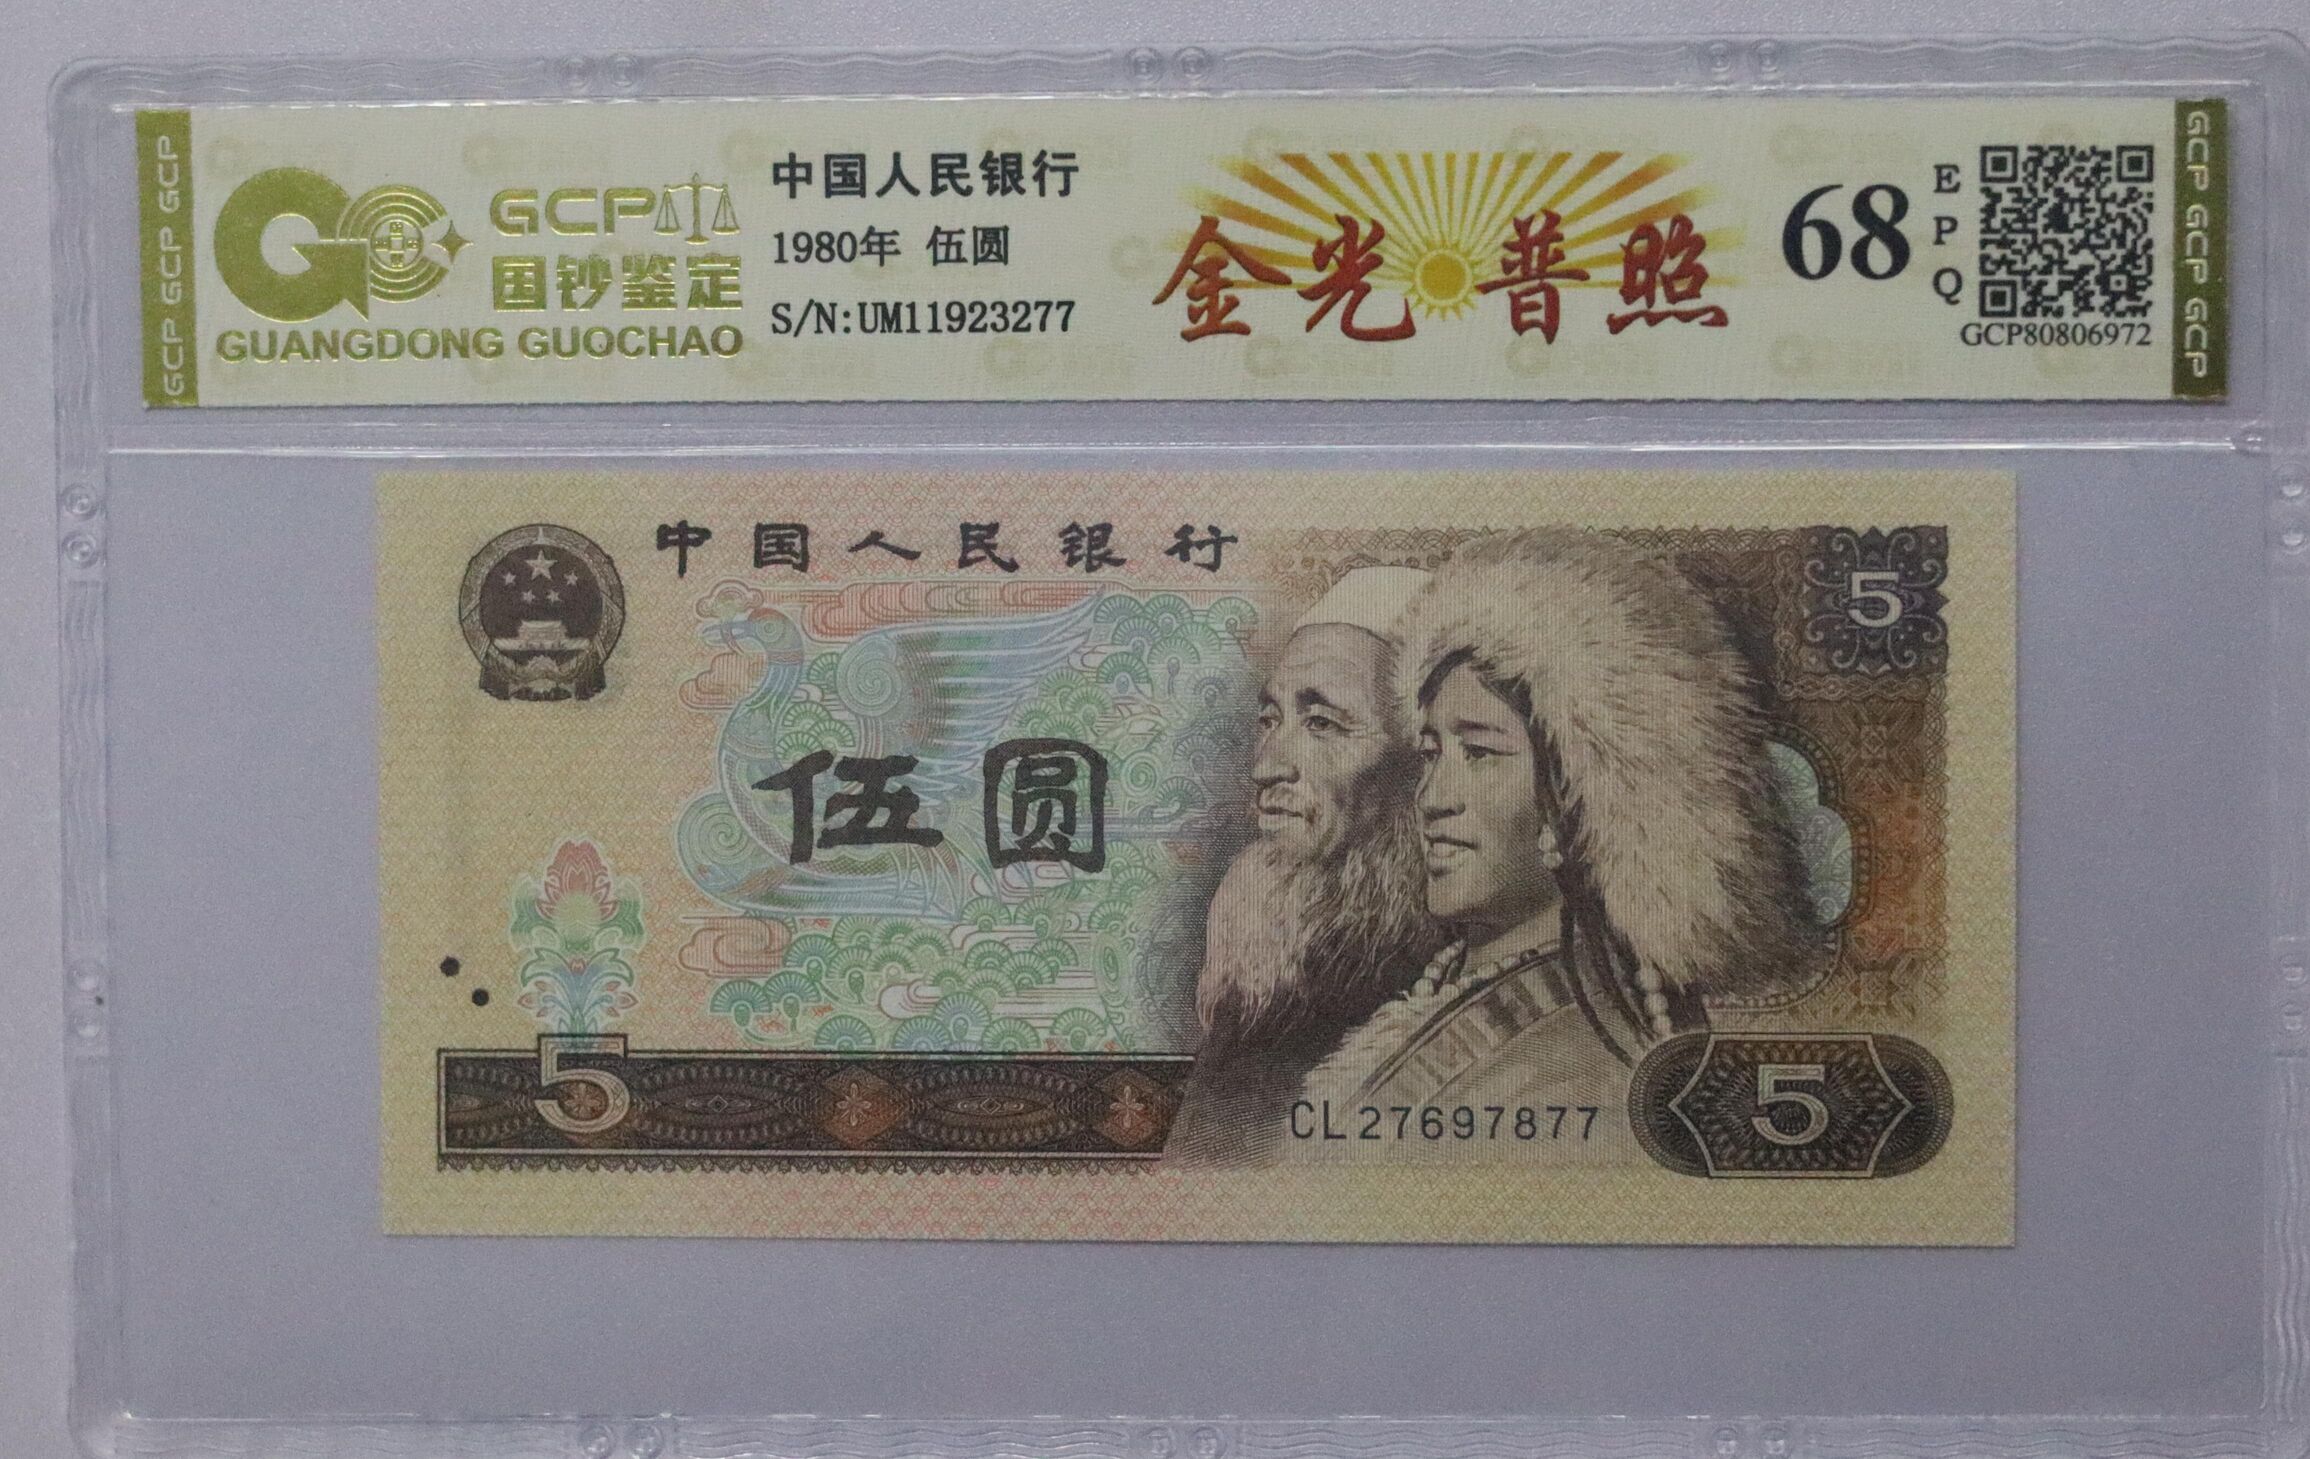 GCP GCP GCP
GCP
国钞鉴定
GUANGDONG GUOCHAO
中国人民银行
1980年 伍圆
S/N:UM11923277
金光普照
68
EPQ
GCP80806972
GCP GCP GCP
中国人民银行
5
伍圆
5
CL27697877
5